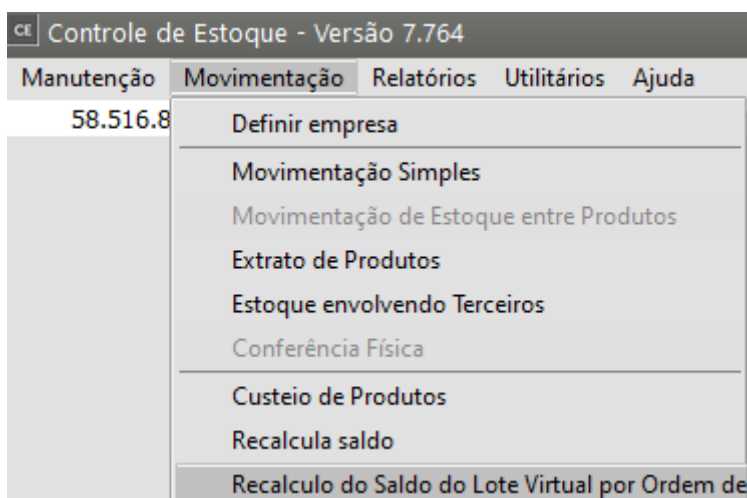 CE Controle de Estoque - Versão 7.764
Manutenção Movimentação Relatórios Utilitários Ajuda
58.516.8
Definir empresa
Movimentação Simples
Movimentação de Estoque entre Produtos
Extrato de Produtos
Estoque envolvendo Terceiros
Conferência Física
Custeio de Produtos
Recalcula saldo
Recalculo do Saldo do Lote Virtual por Ordem de